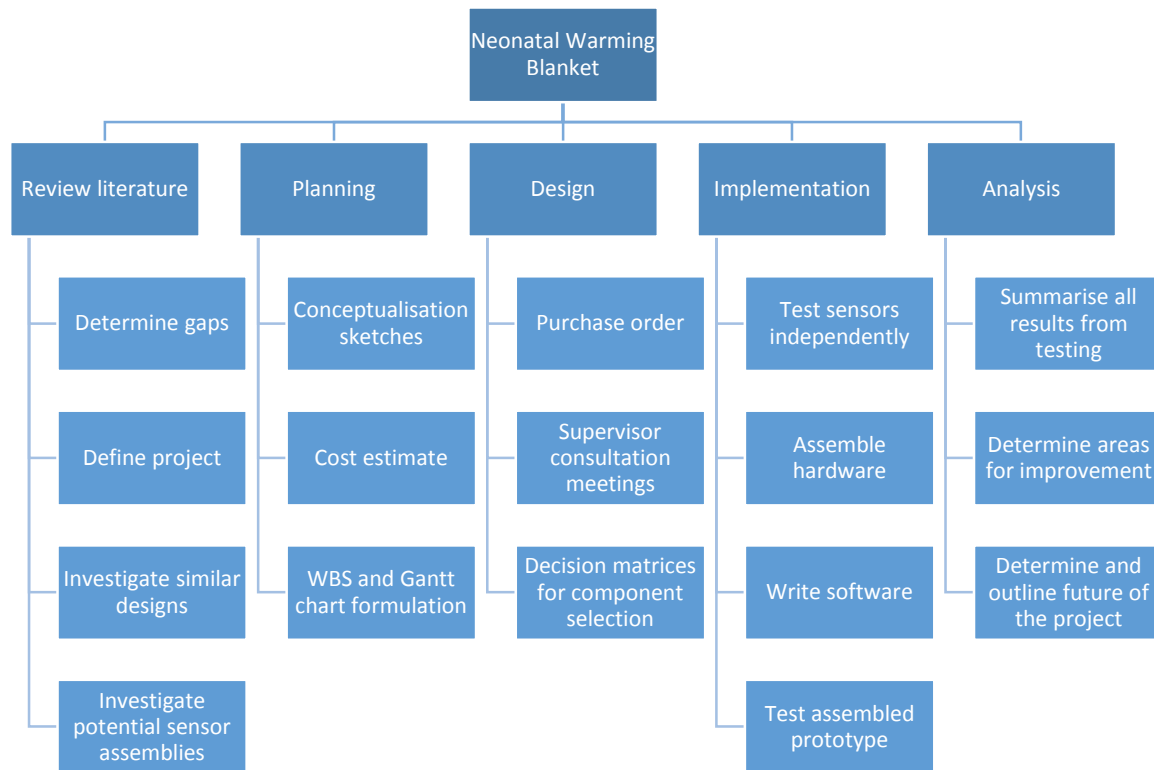 Neonatal Warming
Blanket
Review literature
Planning
Design
Implementation
Analysis
Determine gaps
Define project
Investigate similar
designs
Investigate
potential sensor
assemblies
Conceptualisation
sketches
Cost estimate
WBS and Gantt
chart formulation
Purchase order
Supervisor
consultation
meetings
Decision matrices
for component
selection
Test sensors
independently
Assemble
hardware
Write software
Test assembled
prototype
Summarise all
results from
testing
Determine areas
for improvement
Determine and
outline future of
the project